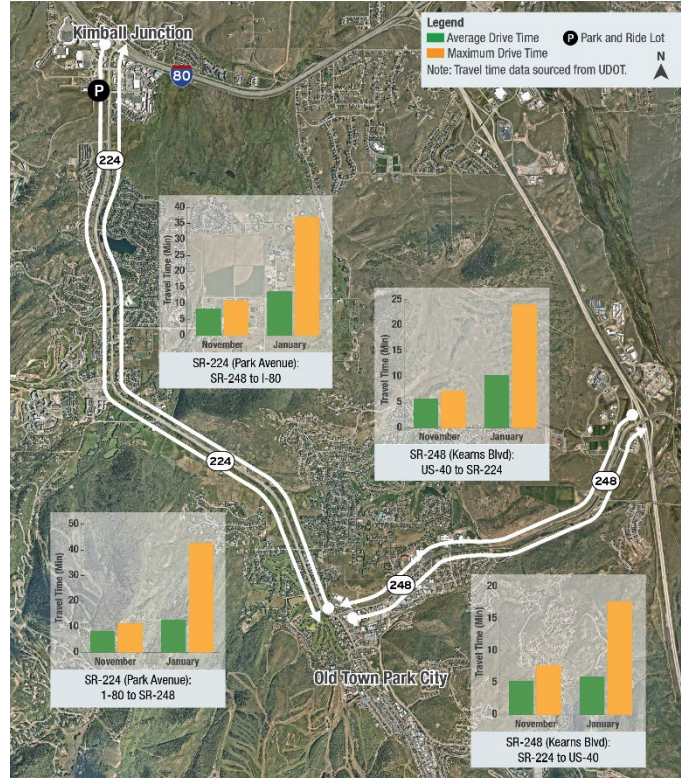 Kimball Junction
Legend
Average Drive Time
P Park and Ride Lot
Maximum Drive Time
Note: Travel time data sourced from UDOT.
N
80
P
224
Travel Time (Min)
40
35
30
25
20
15
10
5
0
November January
SR-224 (Park Avenue):
SR-248 to I-80
Travel Time (Min)
25
20
15
10
5
0
November January
SR-248 (Kearns Blvd):
US-40 to SR-224
224
248
248
Travel Time (Min)
50
40
30
20
10
0
November January
SR-224 (Park Avenue):
1-80 to SR-248
Old Town Park City
Travel Time (Min)
20
15
10
5
0
November January
SR-248 (Kearns Blvd):
SR-224 to US-40